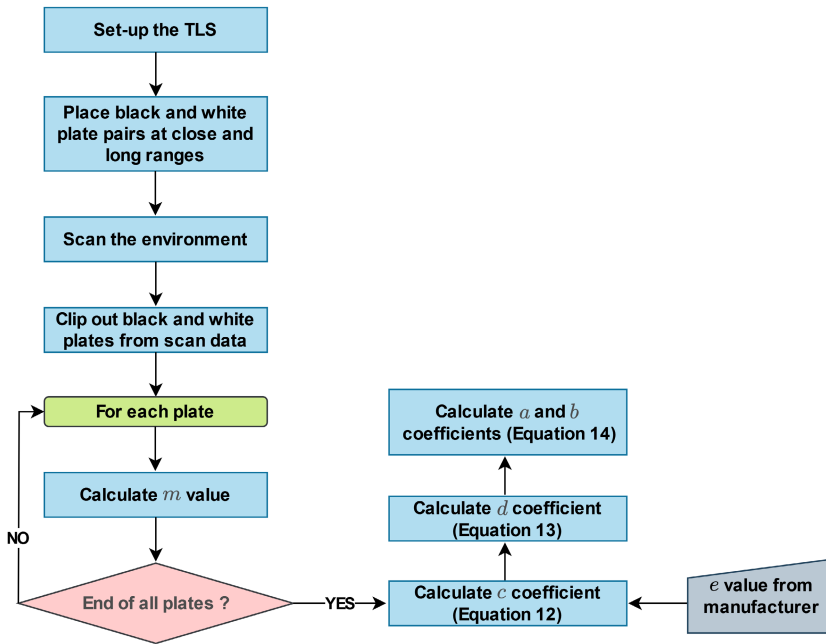 Set-up the TLS
Place black and white
plate pairs at close and
long ranges
Scan the environment
Clip out black and white
plates from scan data
For each plate
Calculate m value
NO
End of all plates ?
YES
Calculate a and b
coefficients (Equation 14)
Calculate d coefficient
(Equation 13)
Calculate c coefficient
(Equation 12)
e value from
manufacturer